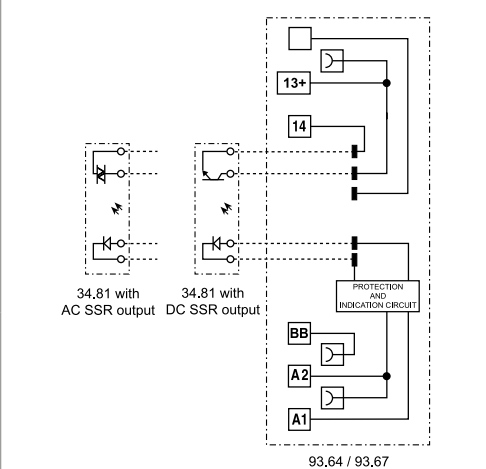 13+
14
34.81 with
AC SSR output
34.81 with
DC SSR output
PROTECTION
AND
INDICATION CIRCUIT
BB
A2
A1
93.64 / 93.67